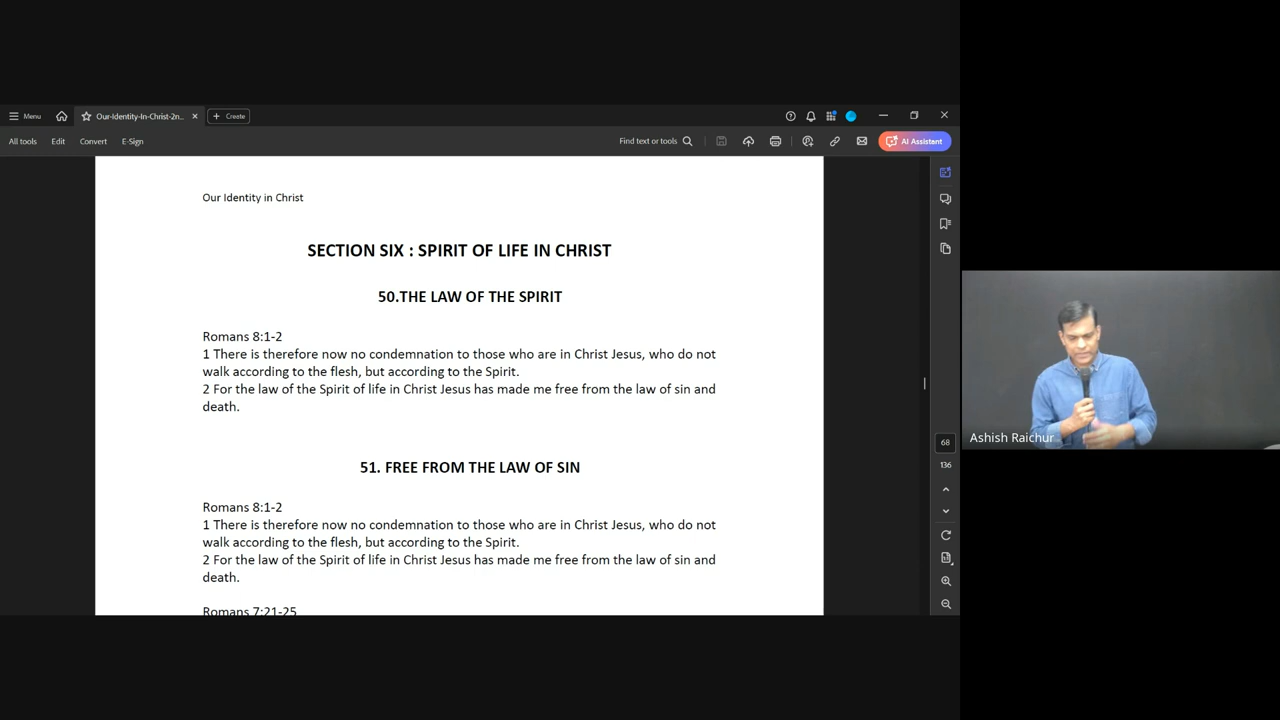 Menu
Our-Identity-In-Christ-2n...
Create
All tools
Edit
Convert
E-Sign
Find text or tools
AI Assistant
Our Identity in Christ
SECTION SIX : SPIRIT OF LIFE IN CHRIST
50.THE LAW OF THE SPIRIT
Romans 8:1-2
1 There is therefore now no condemnation to those who are in Christ Jesus, who do not
walk according to the flesh, but according to the Spirit.
2 For the law of the Spirit of life in Christ Jesus has made me free from the law of sin and
death.
51. FREE FROM THE LAW OF SIN
Romans 8:1-2
1 There is therefore now no condemnation to those who are in Christ Jesus, who do not
walk according to the flesh, but according to the Spirit.
2 For the law of the Spirit of life in Christ Jesus has made me free from the law of sin and
death.
Romans 7:21-25
68
136
Ashish Raichur